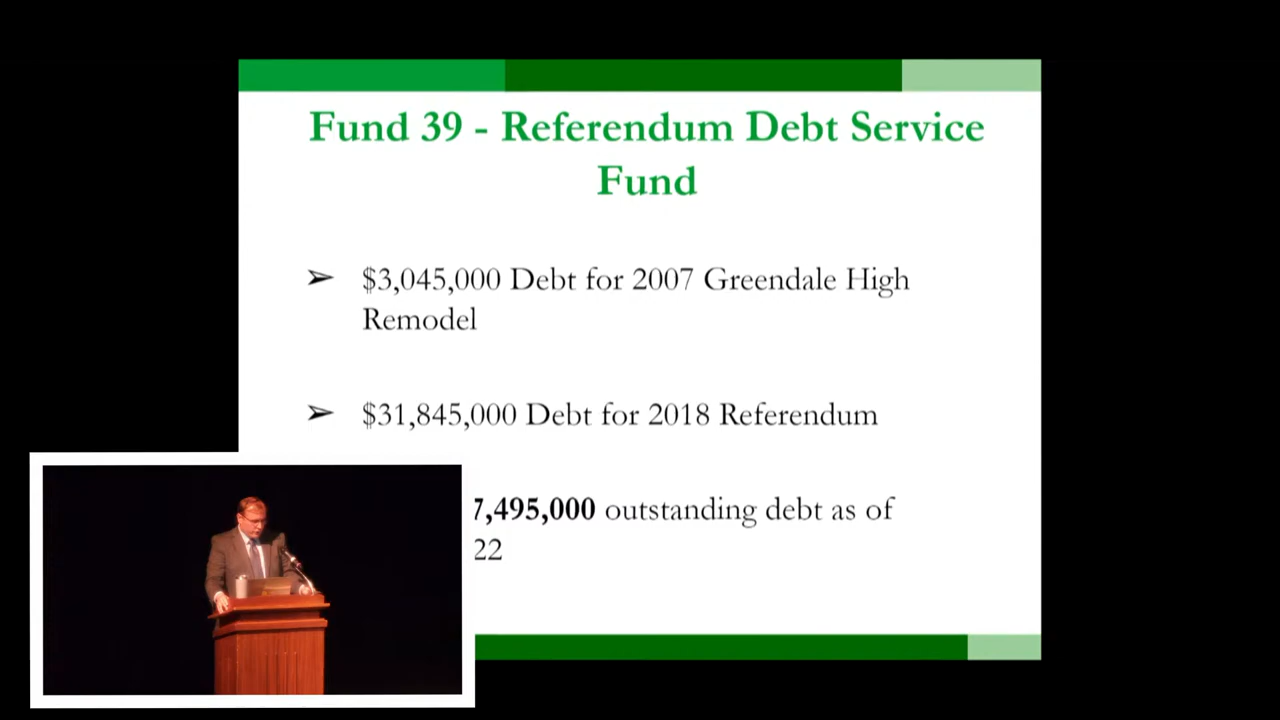 Fund 39 - Referendum Debt Service
Fund
➢ $3,045,000 Debt for 2007 Greendale High
Remodel
➢ $31,845,000 Debt for 2018 Referendum
7,495,000 outstanding debt as of
22